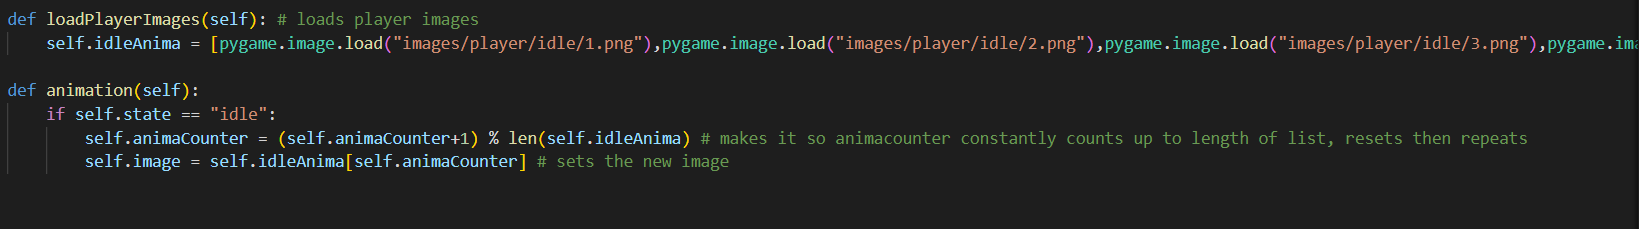 def loadPlayerImages(self): # loads player images
self.idleAnima = [pygame.image.load("images/player/idle/1.png"),pygame.image.load("images/player/idle/2.png"),pygame.image.load("images/player/idle/3.png"),pygame.im
def animation(self):
if self.state == "idle":
self.animaCounter = (self.animaCounter+1) % len(self.idleAnima) # makes it so animacounter constantly counts up to length of list, resets then repeats
self.image = self.idleAnima[self.animaCounter] # sets the new image